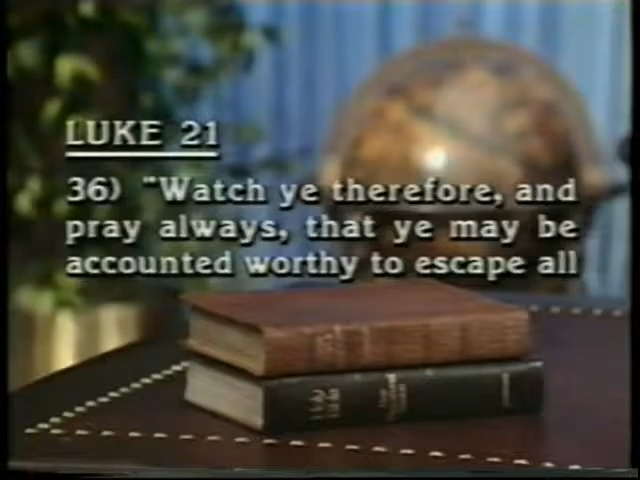 LUKE 21
36) "Watch ye therefore, and
pray always, that ye may be
accounted worthy to escape all